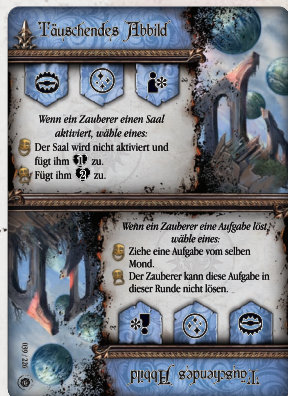 Täuschendes Abbild
Wenn ein Zauberer einen Saal
aktiviert, wähle eines:
Der Saal wird nicht aktiviert und
fügt ihm 1 zu.
Fügt ihm 2 zu.
Wenn ein Zauberer eine Aufgabe löst,
wähle eines:
Ziehe eine Aufgabe vom selben
Mond.
Der Zauberer kann diese Aufgabe in
dieser Runde nicht lösen.
Täuschendes Abbild